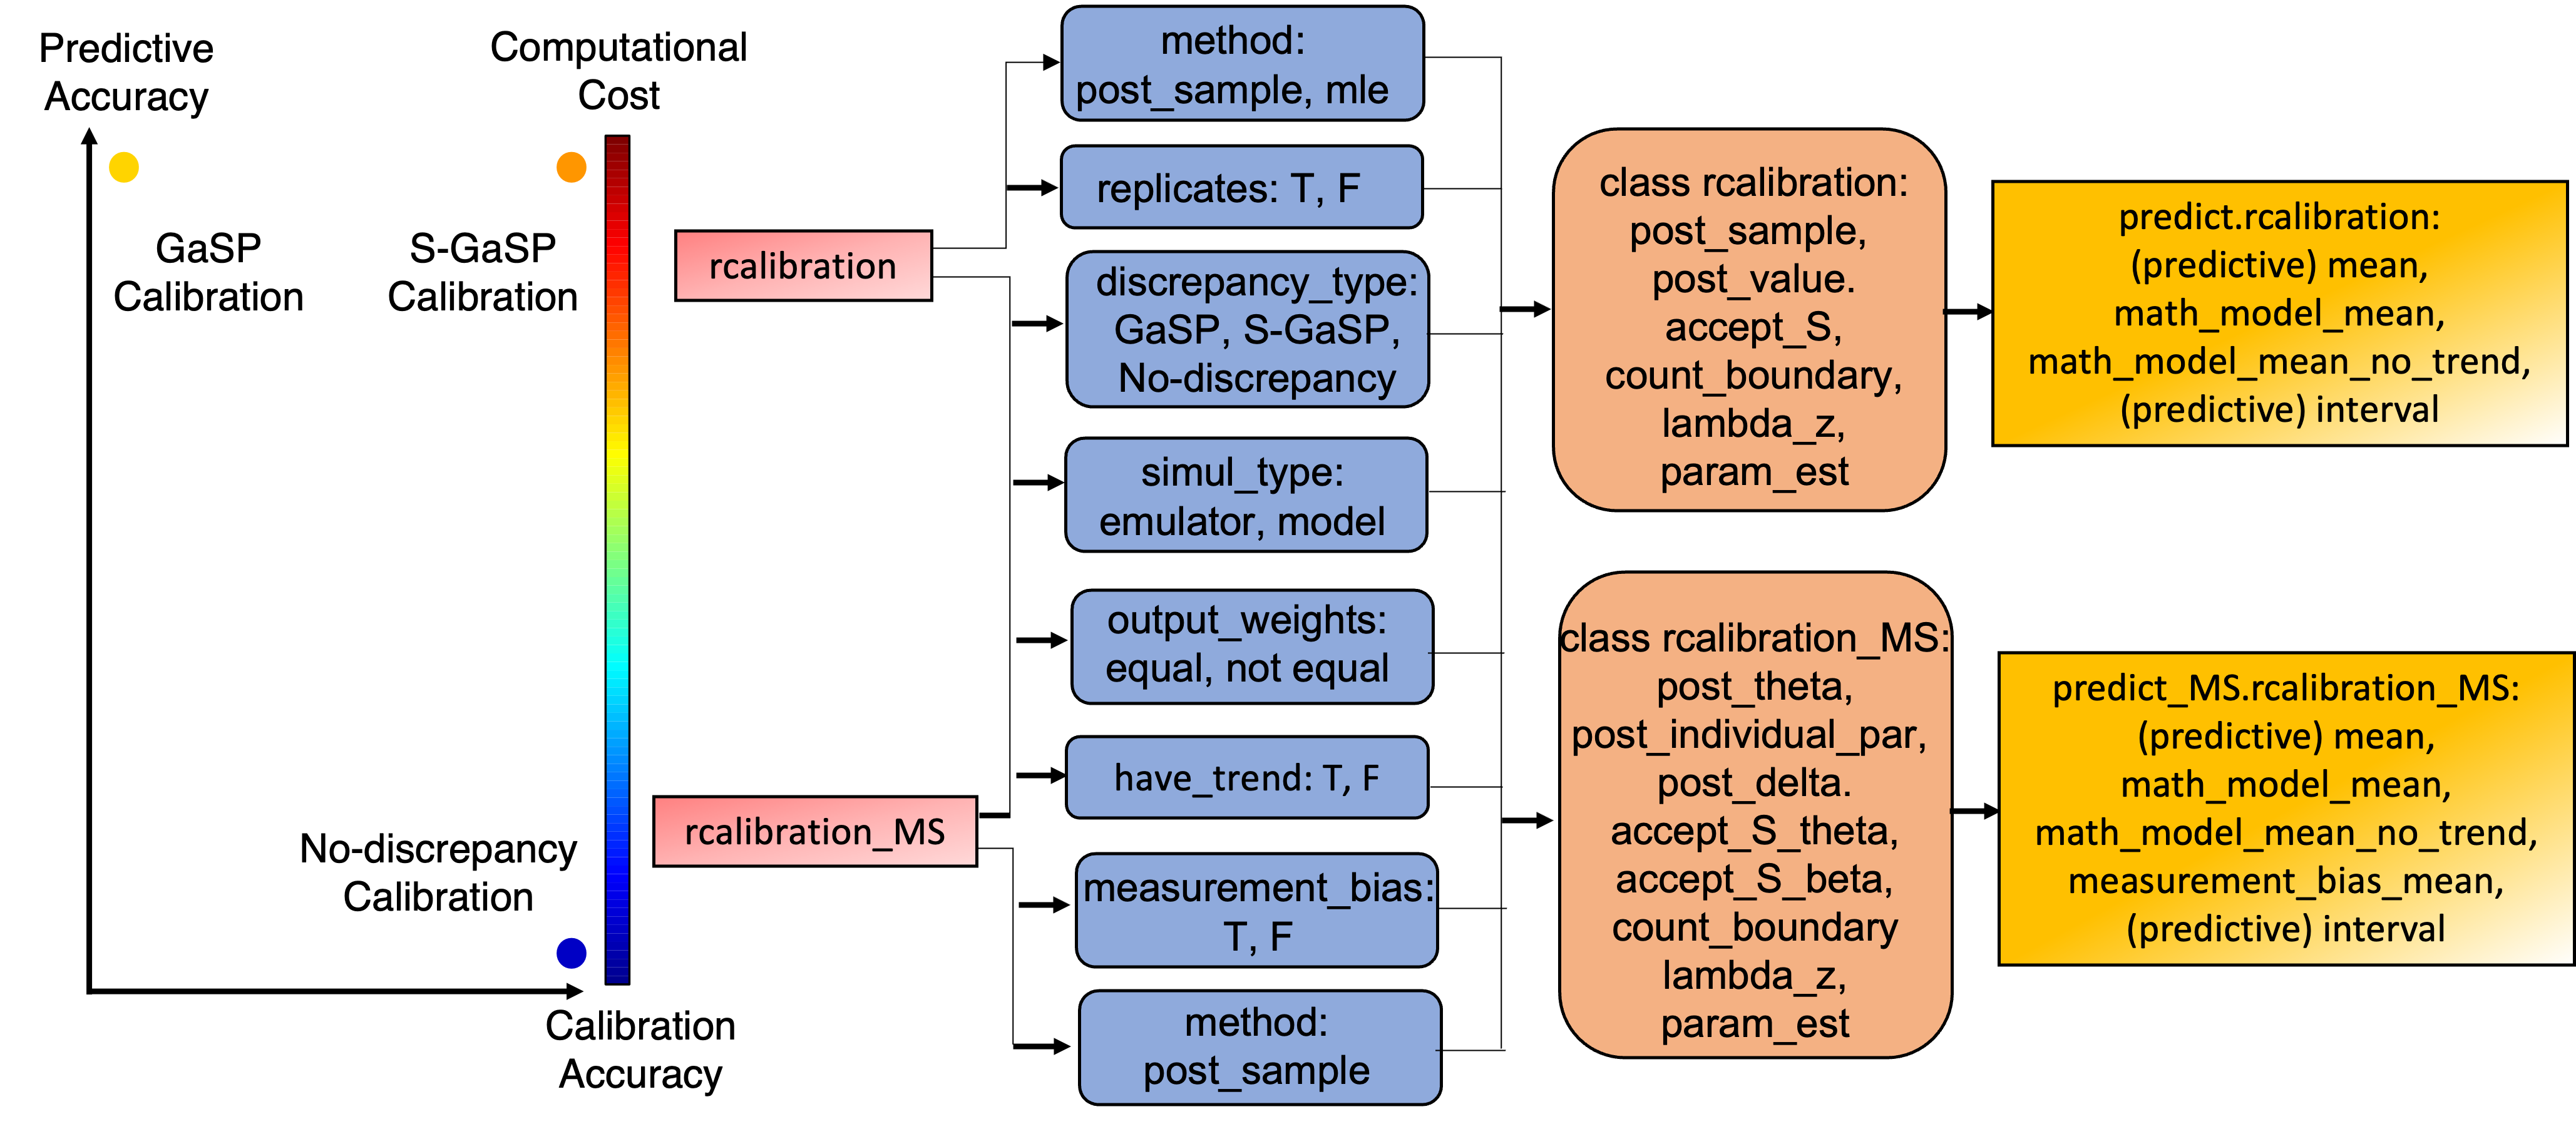 Predictive
Accuracy
Computational
Cost
GaSP
Calibration
S-GaSP
Calibration
No-discrepancy
Calibration
Calibration
Accuracy
rcalibration
rcalibration_MS
method:
post_sample, mle
replicates: T, F
discrepancy_type:
GaSP, S-GaSP,
No-discrepancy
simul_type:
emulator, model
output_weights:
equal, not equal
have_trend: T, F
measurement_bias:
T, F
method:
post_sample
class rcalibration:
post_sample,
post_value.
accept_S,
count_boundary,
lambda_z,
param_est
class rcalibration_MS:
post_theta,
post_individual_par,
post_delta.
accept_S_theta,
accept_S_beta,
count_boundary
lambda_z,
param_est
predict.rcalibration:
(predictive) mean,
math_model_mean,
math_model_mean_no_trend,
(predictive) interval
predict_MS.rcalibration_MS:
(predictive) mean,
math_model_mean,
math_model_mean_no_trend,
measurement_bias_mean,
(predictive) interval